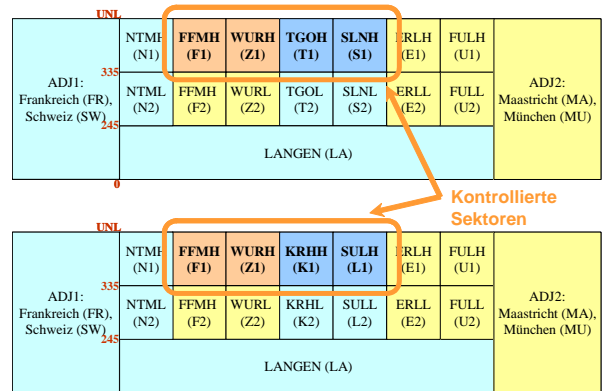 UNL
NTMH FFMH WURH TGOH SLNH ERLH FULH
(N1) (F1) (Z1) (T1) (S1) (E1) (U1)
335
ADJ1: ADJ2:
Frankreich (FR), Maastricht (MA),
Schweiz (SW) München (MU)
NTML FFMH WURL TGOL SLNL ERLL FULL
(N2) (F2) (Z2) (T2) (S2) (E2) (U2)
245
LANGEN (LA)
0
Kontrollierte
Sektoren
UNL
NTMH FFMH WURH KRHH SULH ERLH FULH
(N1) (F1) (Z1) (K1) (L1) (E1) (U1)
335
ADJ1: ADJ2:
Frankreich (FR), Maastricht (MA),
Schweiz (SW) München (MU)
NTML FFMH WURL KRHL SULL ERLL FULL
(N2) (F2) (Z2) (K2) (L2) (E2) (U2)
245
LANGEN (LA)